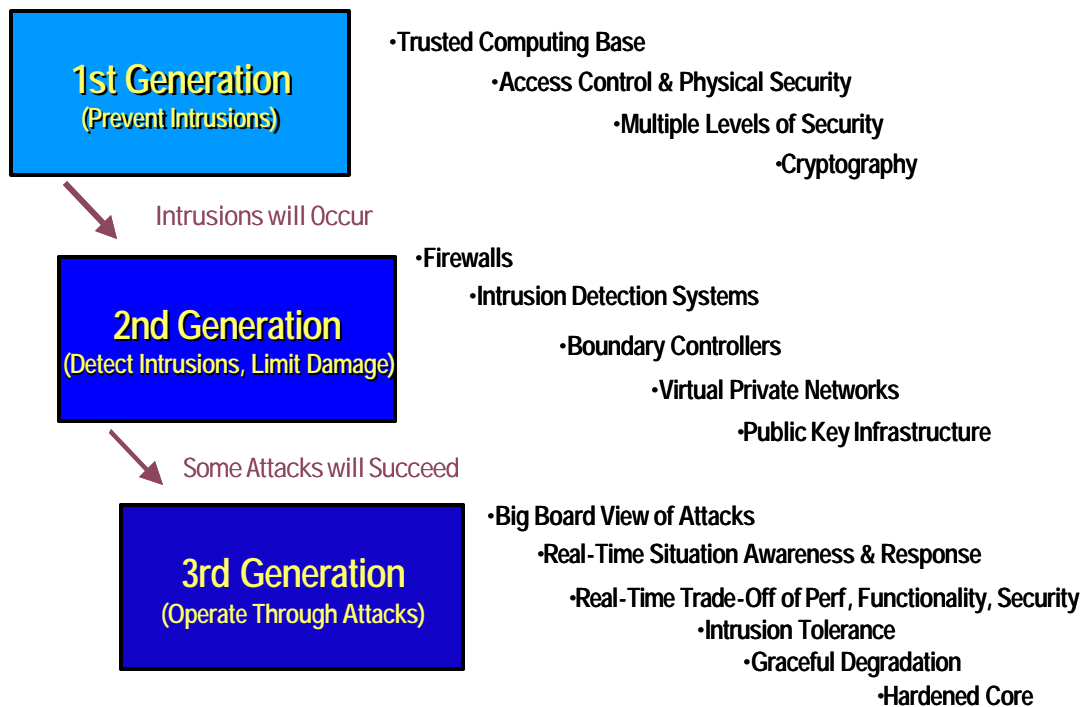 1st Generation
(Prevent Intrusions)
•Trusted Computing Base
•Access Control & Physical Security
•Multiple Levels of Security
•Cryptography
Intrusions will Occur
2nd Generation
(Detect Intrusions, Limit Damage)
•Firewalls
•Intrusion Detection Systems
•Boundary Controllers
•Virtual Private Networks
•Public Key Infrastructure
Some Attacks will Succeed
3rd Generation
(Operate Through Attacks)
•Big Board View of Attacks
•Real-Time Situation Awareness & Response
•Real-Time Trade-Off of Perf, Functionality, Security
•Intrusion Tolerance
•Graceful Degradation
•Hardened Core